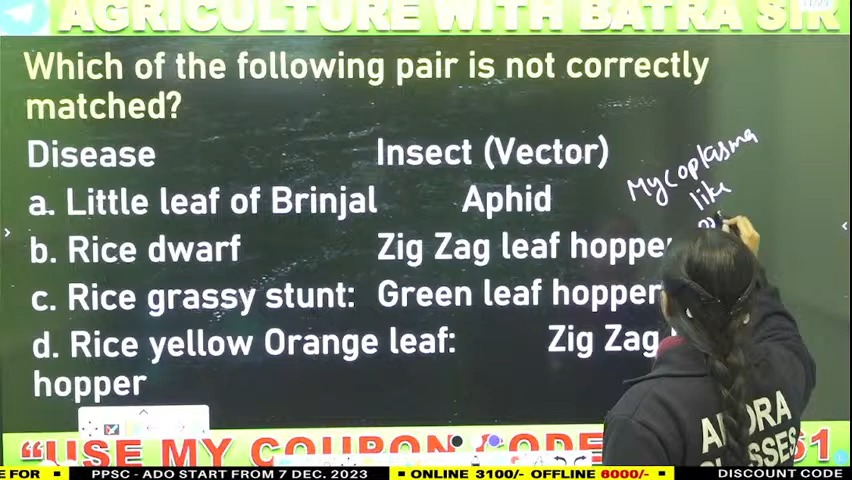 AGRICULTURE WITH BATRA SIR
Which of the following pair is not correctly
matched?
Disease Insect (Vector)
a. Little leaf of Brinjal Aphid
b. Rice dwarf Zig Zag leaf hopper
c. Rice grassy stunt: Green leaf hopper
d. Rice yellow Orange leaf: Zig Zag
hopper
Mycoplasma
like
"USE MY COUPON CODE 51
E FOR PPSC - ADO START FROM 7 DEC. 2023 ONLINE 3100/- OFFLINE 6000/- DISCOUNT CODE